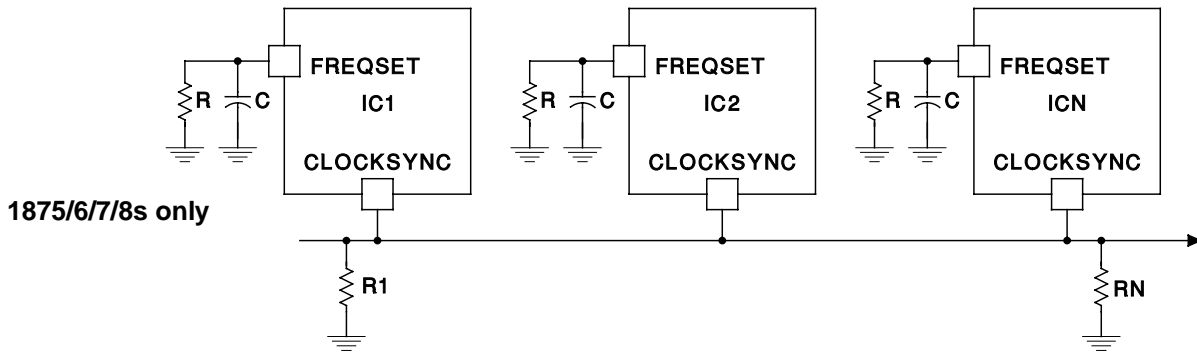 FREQSET
R
C
IC1
CLOCKSYNC
FREQSET
R
C
IC2
CLOCKSYNC
FREQSET
R
C
ICN
CLOCKSYNC
1875/6/7/8s only
R1
RN